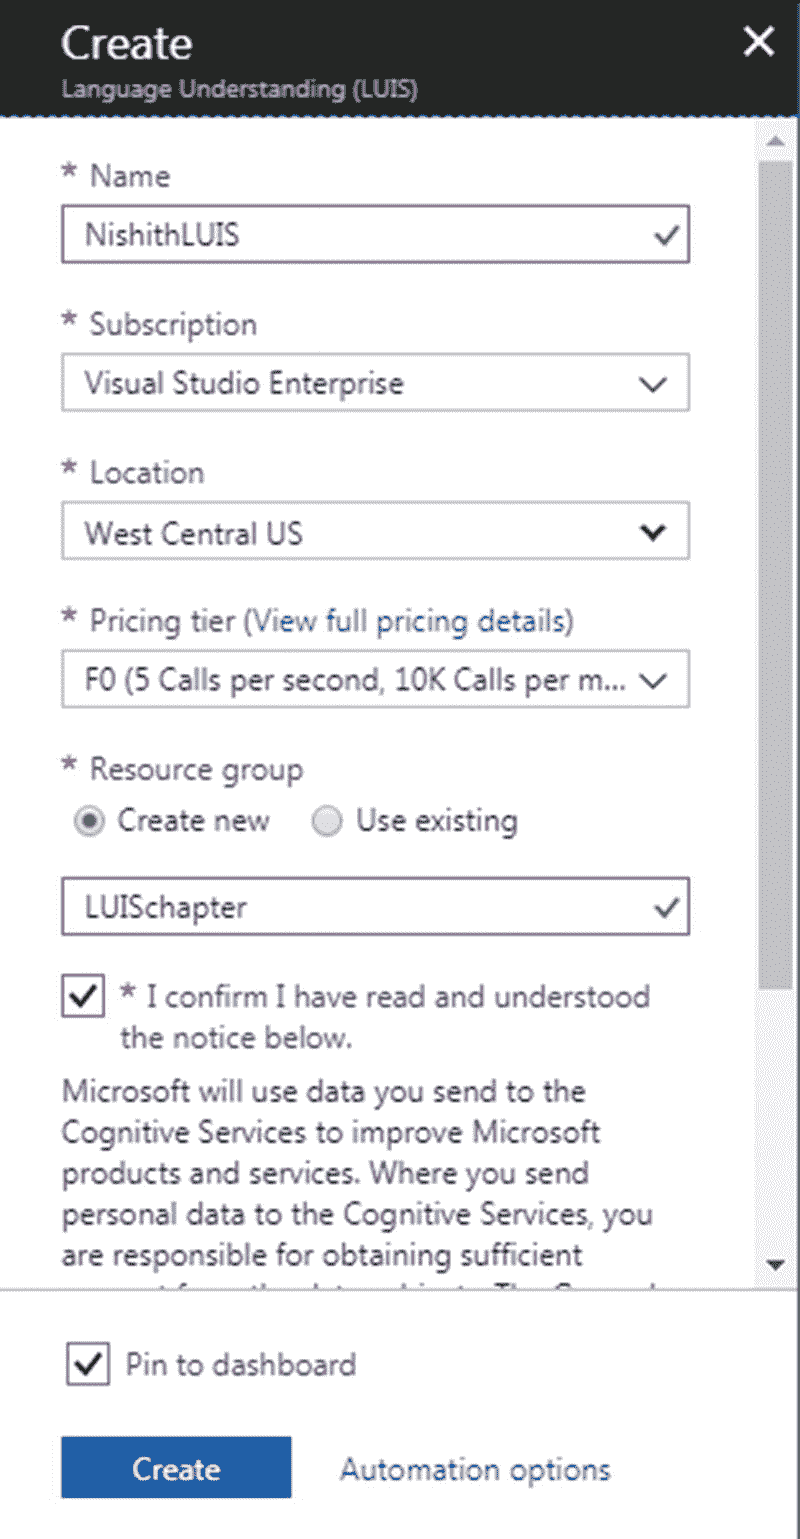 Create
Language Understanding (LUIS)
* Name
NishithLUIS
* Subscription
Visual Studio Enterprise
* Location
West Central US
* Pricing tier (View full pricing details)
F0 (5 Calls per second, 10K Calls per m...
* Resource group
Create new Use existing
LUISchapter
* I confirm I have read and understood
the notice below.
Microsoft will use data you send to the
Cognitive Services to improve Microsoft
products and services. Where you send
personal data to the Cognitive Services, you
are responsible for obtaining sufficient
Pin to dashboard
Create Automation options